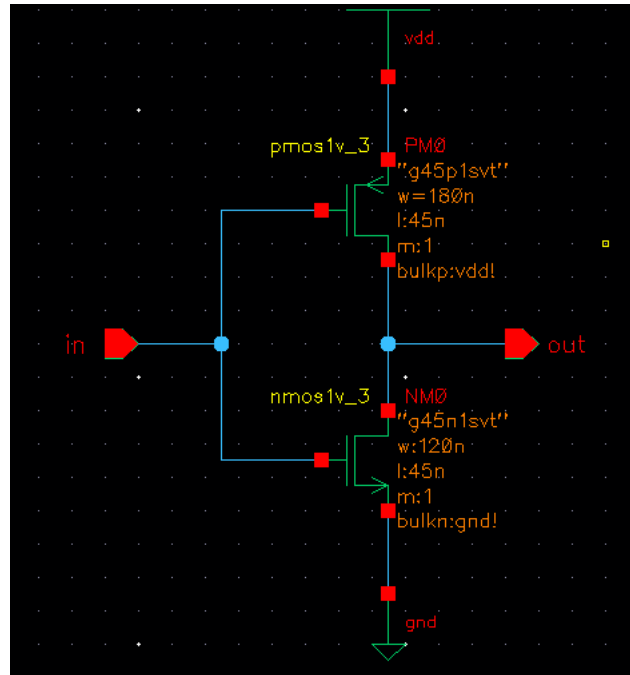 vdd
pmos1v_3 PM0
"g45p1svt"
w=180n
l:45n
m:1
bulkp:vdd!
in
out
nmos1v_3 NM0
"g45n1svt"
w:120n
l:45n
m:1
bulkn:gnd!
gnd